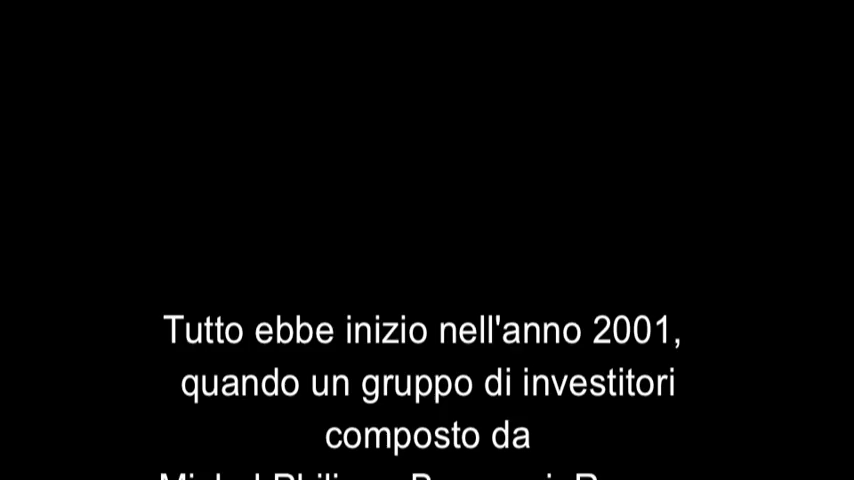 Tutto ebbe inizio nell'anno 2001,
quando un gruppo di investitori
composto da